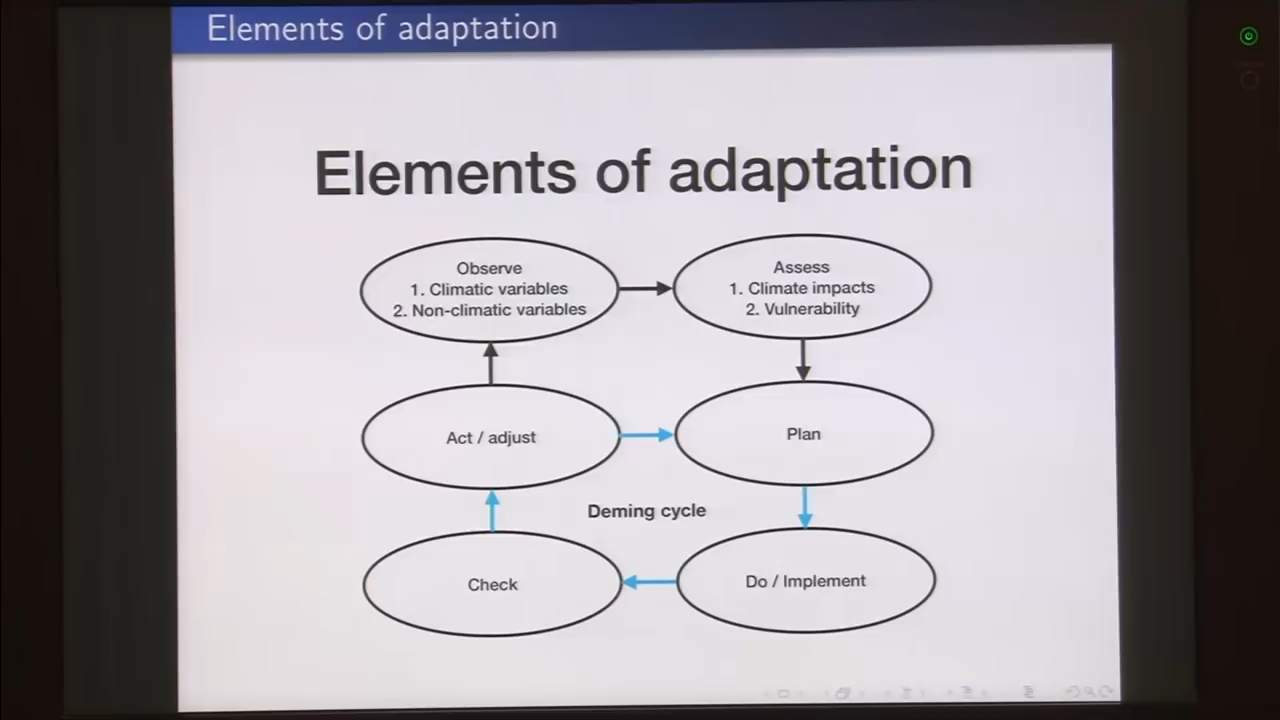 Elements of adaptation
Elements of adaptation
Observe
1. Climatic variables
2. Non-climatic variables
Assess
1. Climate impacts
2. Vulnerability
Act / adjust
Plan
Deming cycle
Check
Do / Implement